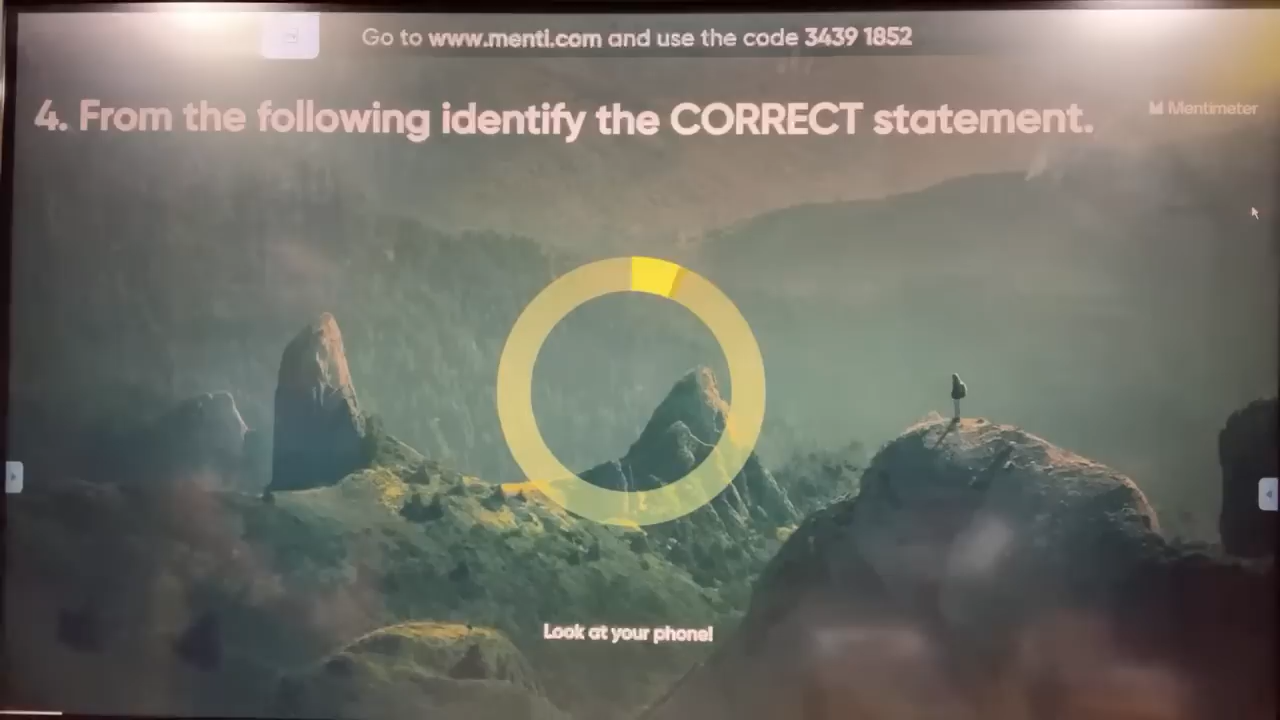 Go to www.menti.com and use the code 3439 1852
4. From the following identify the CORRECT statement.
Mentimeter
Look at your phone!